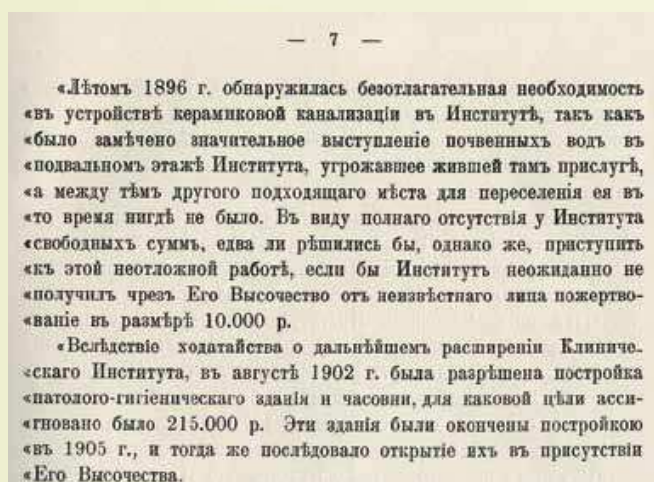 — 7 —
«Лѣтомъ 1896 г. обнаружилась безотлагательная необходимость
«въ устройствѣ керамиковой канализаціи въ Институтѣ, такъ какъ
«было замѣчено значительное выступленіе почвенныхъ водъ въ
«подвальномъ этажѣ Института, угрожавшее жившей тамъ прислугѣ,
«а между тѣмъ другого подходящаго мѣста для переселенія ея въ
«то время нигдѣ не было. Въ виду полнаго отсутствія у Института
«свободныхъ суммъ, едва ли рѣшились бы, однако же, приступить
«къ этой неотложной работѣ, если бы Институтъ неожиданно не
«получилъ чрезъ Его Высочество отъ неизвѣстнаго лица пожертво-
«ваніе въ размѣрѣ 10.000 р.
«Вслѣдствіе ходатайства о дальнѣйшемъ расширеніи Клиниче-
«скаго Института, въ августѣ 1902 г. была разрѣшена постройка
«патолого-гигіеническаго зданія и часовни, для каковой цѣли асси-
«гновано было 215.000 р. Эти зданія были окончены постройкою
«въ 1905 г., и тогда же послѣдовало открытіе ихъ въ присутствіи
«Его Высочества.